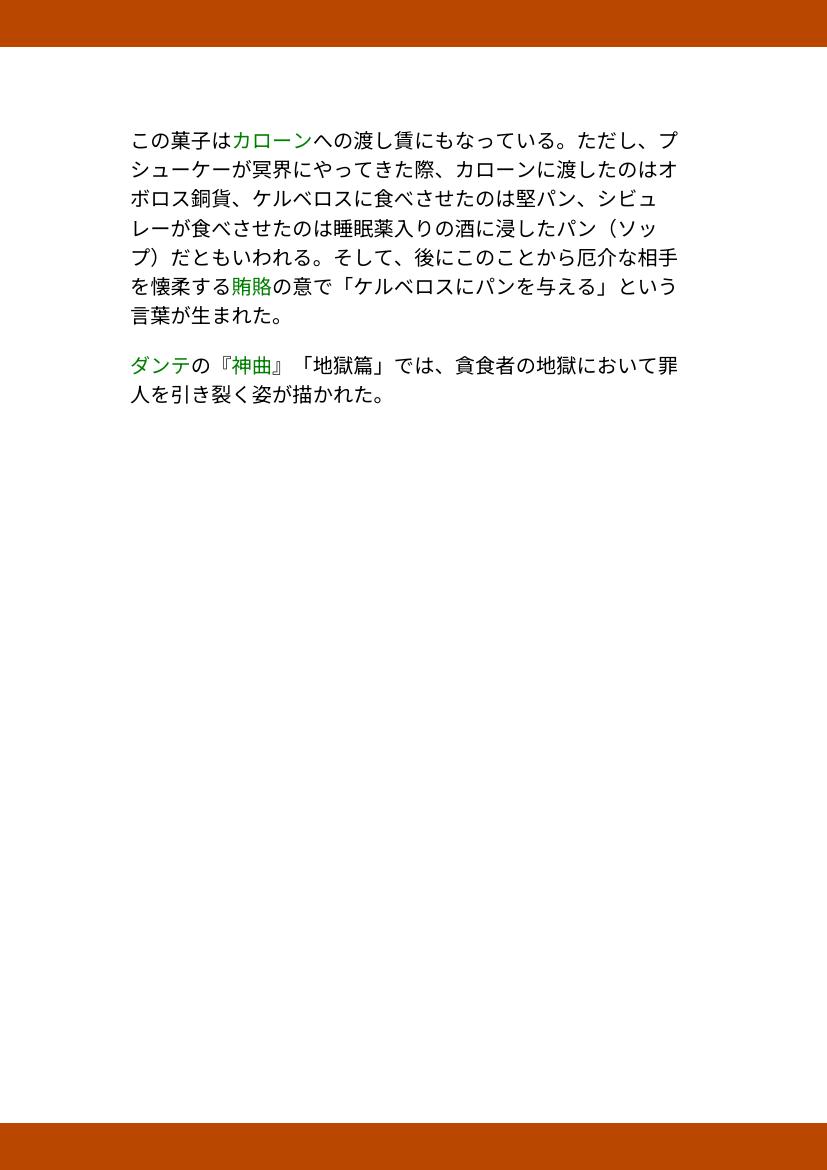 この菓子はカローンへの渡し賃にもなっている。ただし、プ
シューケーが冥界にやってきた際、カローンに渡したのはオ
ボロス銅貨、ケルベロスに食べさせたのは堅パン、シビュ
レーが食べさせたのは睡眠薬入りの酒に浸したパン（ソッ
プ）だともいわれる。そして、後にこのことから厄介な相手
を懐柔する賄賂の意で「ケルベロスにパンを与える」という
言葉が生まれた。
ダンテの『神曲』「地獄篇」では、貪食者の地獄において罪
人を引き裂く姿が描かれた。